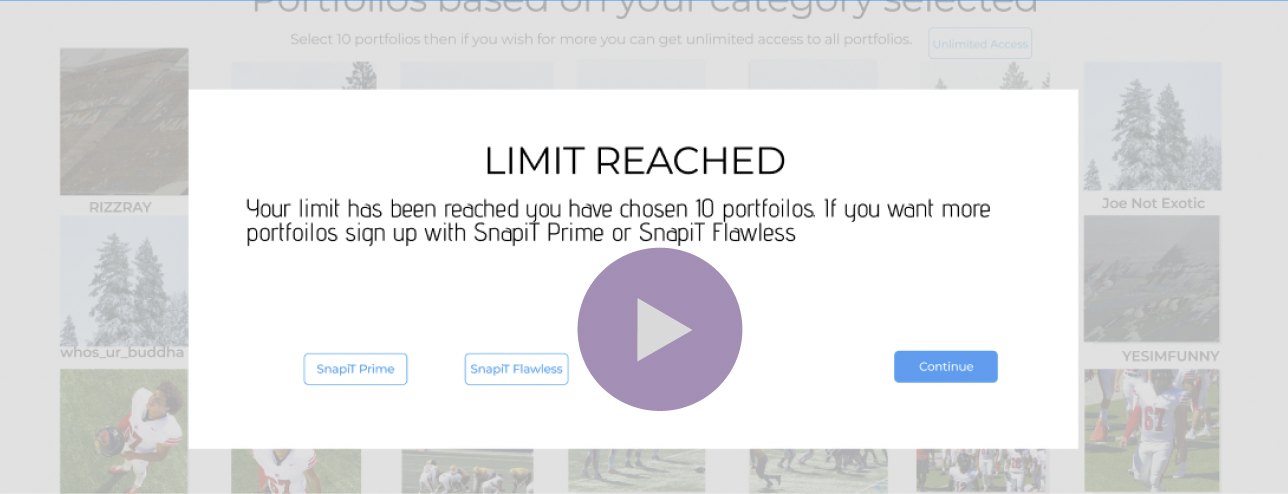 Portfolios based on your category selected
Select 10 portfolios then if you wish for more you can get unlimited access to all portfolios.
Unlimited Access
LIMIT REACHED
Your limit has been reached you have chosen 10 portfoilos. If you want more
portfoilos sign up with SnapiT Prime or SnapiT Flawless
SnapiT Prime
SnapiT Flawless
Continue
RIZZRAY
Joe Not Exotic
whos_ur_buddha
YESIMFUNNY
67